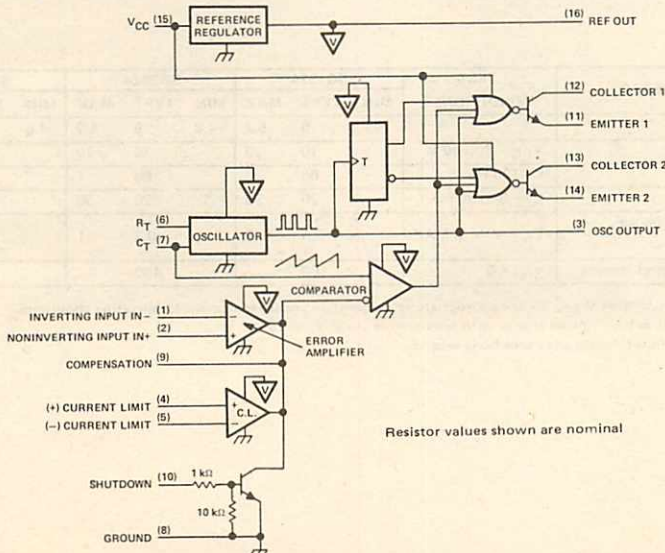 VCC (15)
REFERENCE
REGULATOR
(16) REF OUT
V
(12) COLLECTOR 1
(11) EMITTER 1
V
T
(13) COLLECTOR 2
(14) EMITTER 2
V
RT (6)
CT (7)
OSCILLATOR
(3) OSC OUTPUT
COMPARATOR
V
INVERTING INPUT IN− (1)
NONINVERTING INPUT IN+ (2)
−
+
V
ERROR
AMPLIFIER
COMPENSATION (9)
(+) CURRENT LIMIT (4)
(−) CURRENT LIMIT (5)
+
C.L.
−
V
Resistor values shown are nominal
SHUTDOWN (10)
1 kΩ
10 kΩ
GROUND (8)